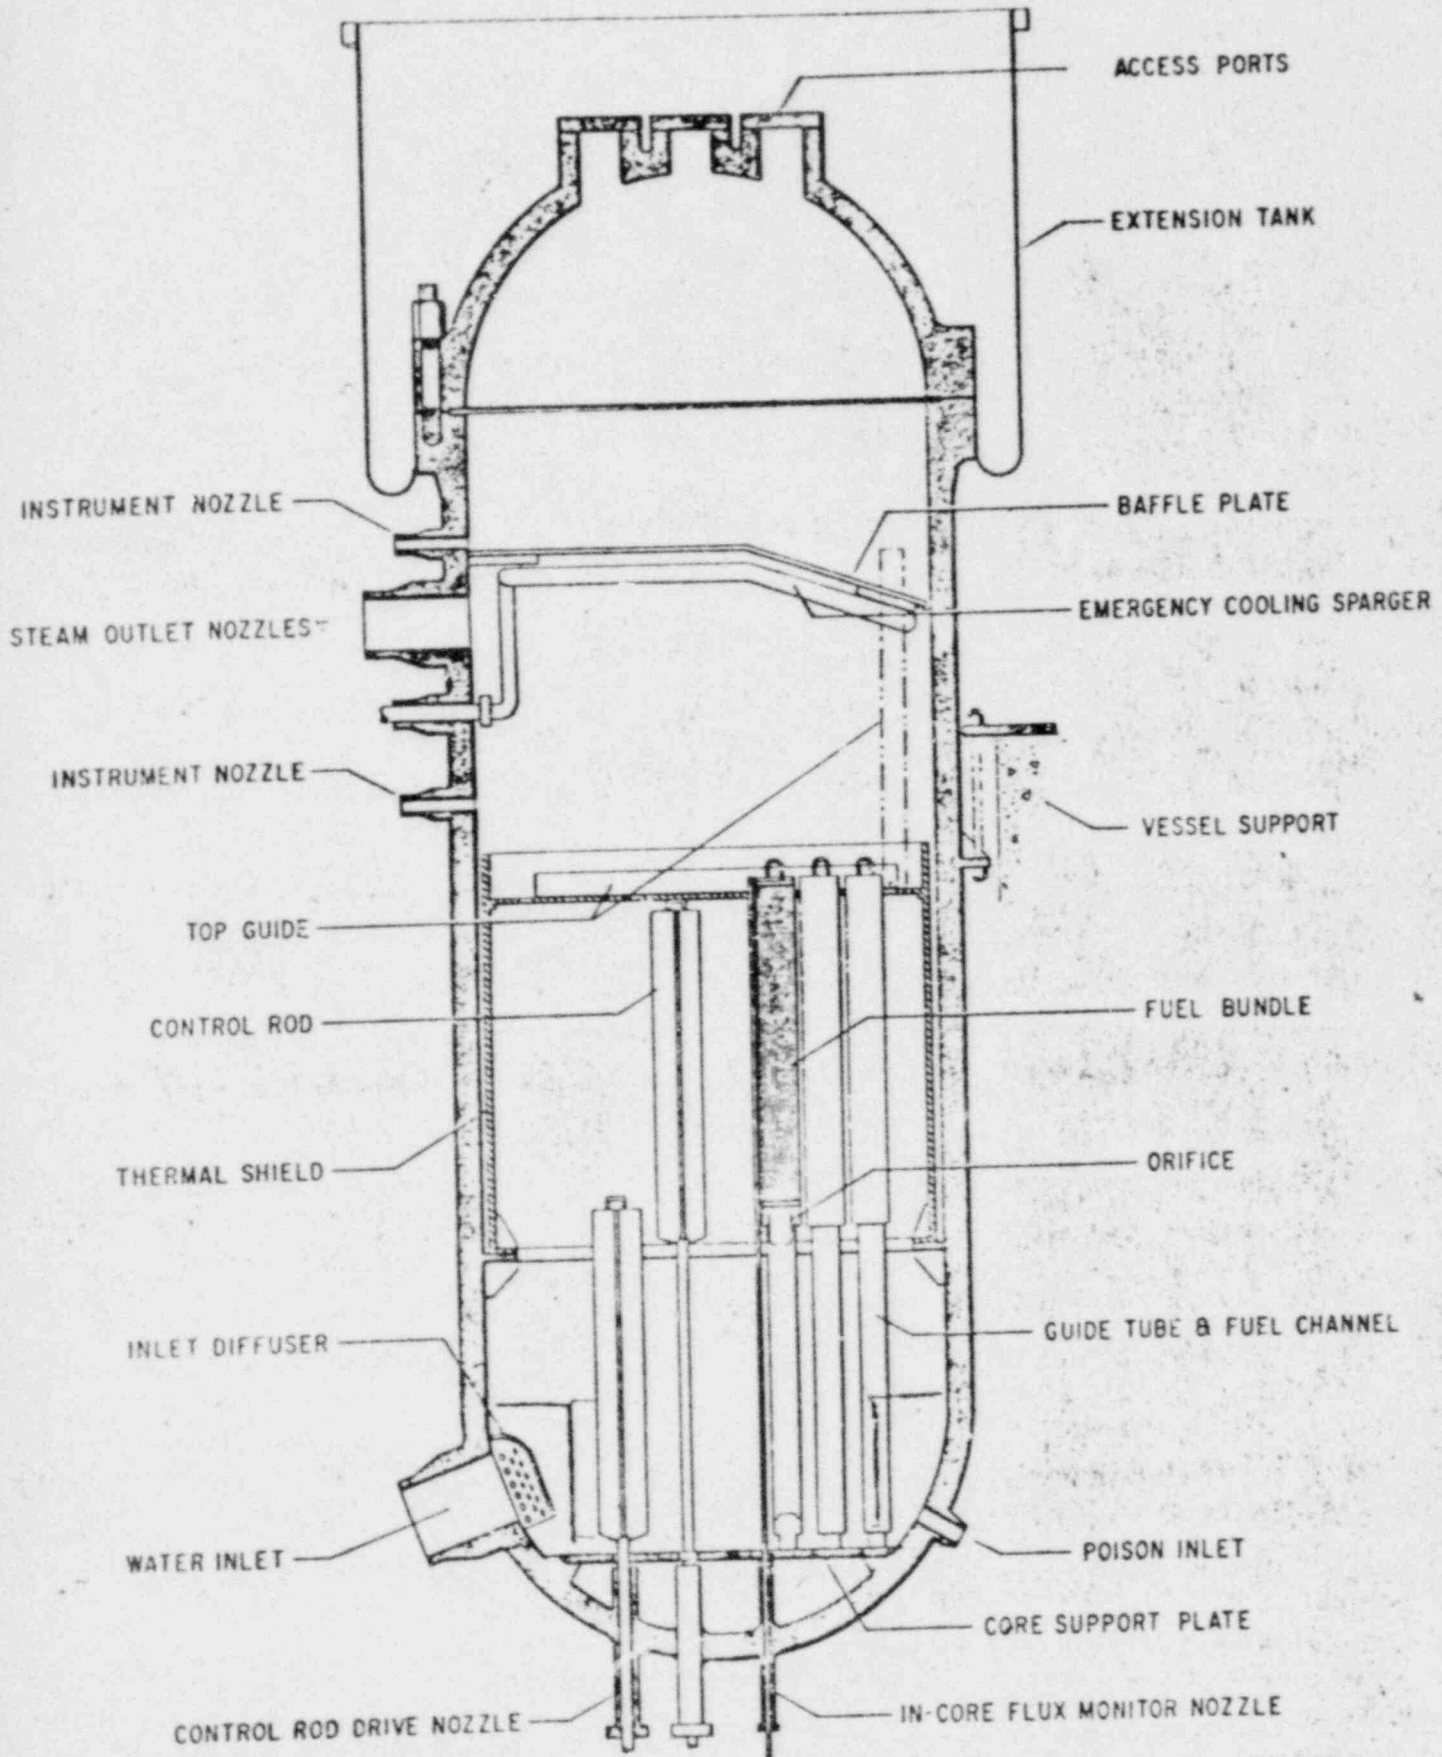 ACCESS PORTS
EXTENSION TANK
INSTRUMENT NOZZLE
BAFFLE PLATE
STEAM OUTLET NOZZLES
EMERGENCY COOLING SPARGER
INSTRUMENT NOZZLE
VESSEL SUPPORT
TOP GUIDE
CONTROL ROD
FUEL BUNDLE
THERMAL SHIELD
ORIFICE
INLET DIFFUSER
GUIDE TUBE & FUEL CHANNEL
WATER INLET
POISON INLET
CORE SUPPORT PLATE
CONTROL ROD DRIVE NOZZLE
IN-CORE FLUX MONITOR NOZZLE